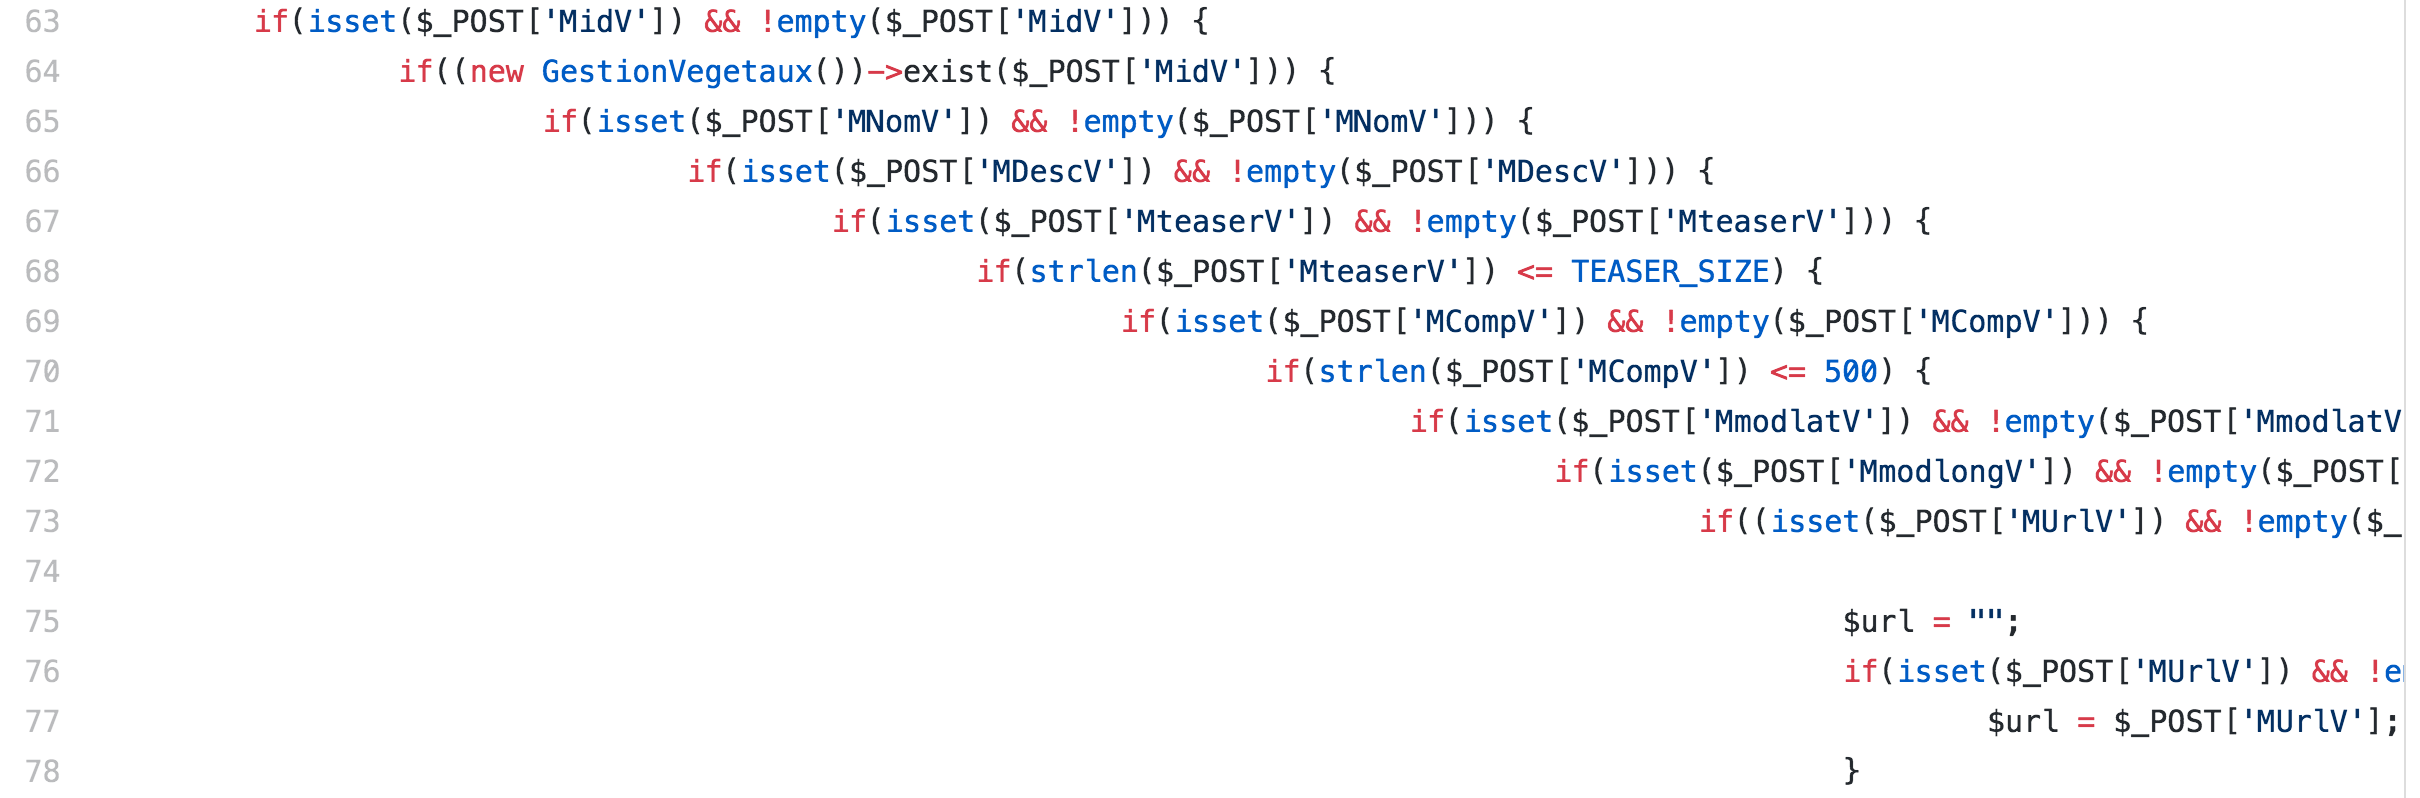 63 if(isset($_POST['MidV']) && !empty($_POST['MidV'])) {
64 if((new GestionVegetaux())->exist($_POST['MidV'])) {
65 if(isset($_POST['MNomV']) && !empty($_POST['MNomV'])) {
66 if(isset($_POST['MDescV']) && !empty($_POST['MDescV'])) {
67 if(isset($_POST['MteaserV']) && !empty($_POST['MteaserV'])) {
68 if(strlen($_POST['MteaserV']) <= TEASER_SIZE) {
69 if(isset($_POST['MCompV']) && !empty($_POST['MCompV'])) {
70 if(strlen($_POST['MCompV']) <= 500) {
71 if(isset($_POST['MmodlatV']) && !empty($_POST['MmodlatV
72 if(isset($_POST['MmodlongV']) && !empty($_POST[
73 if((isset($_POST['MUrlV']) && !empty($_
74
75 $url = "";
76 if(isset($_POST['MUrlV']) && !e
77 $url = $_POST['MUrlV'];
78 }